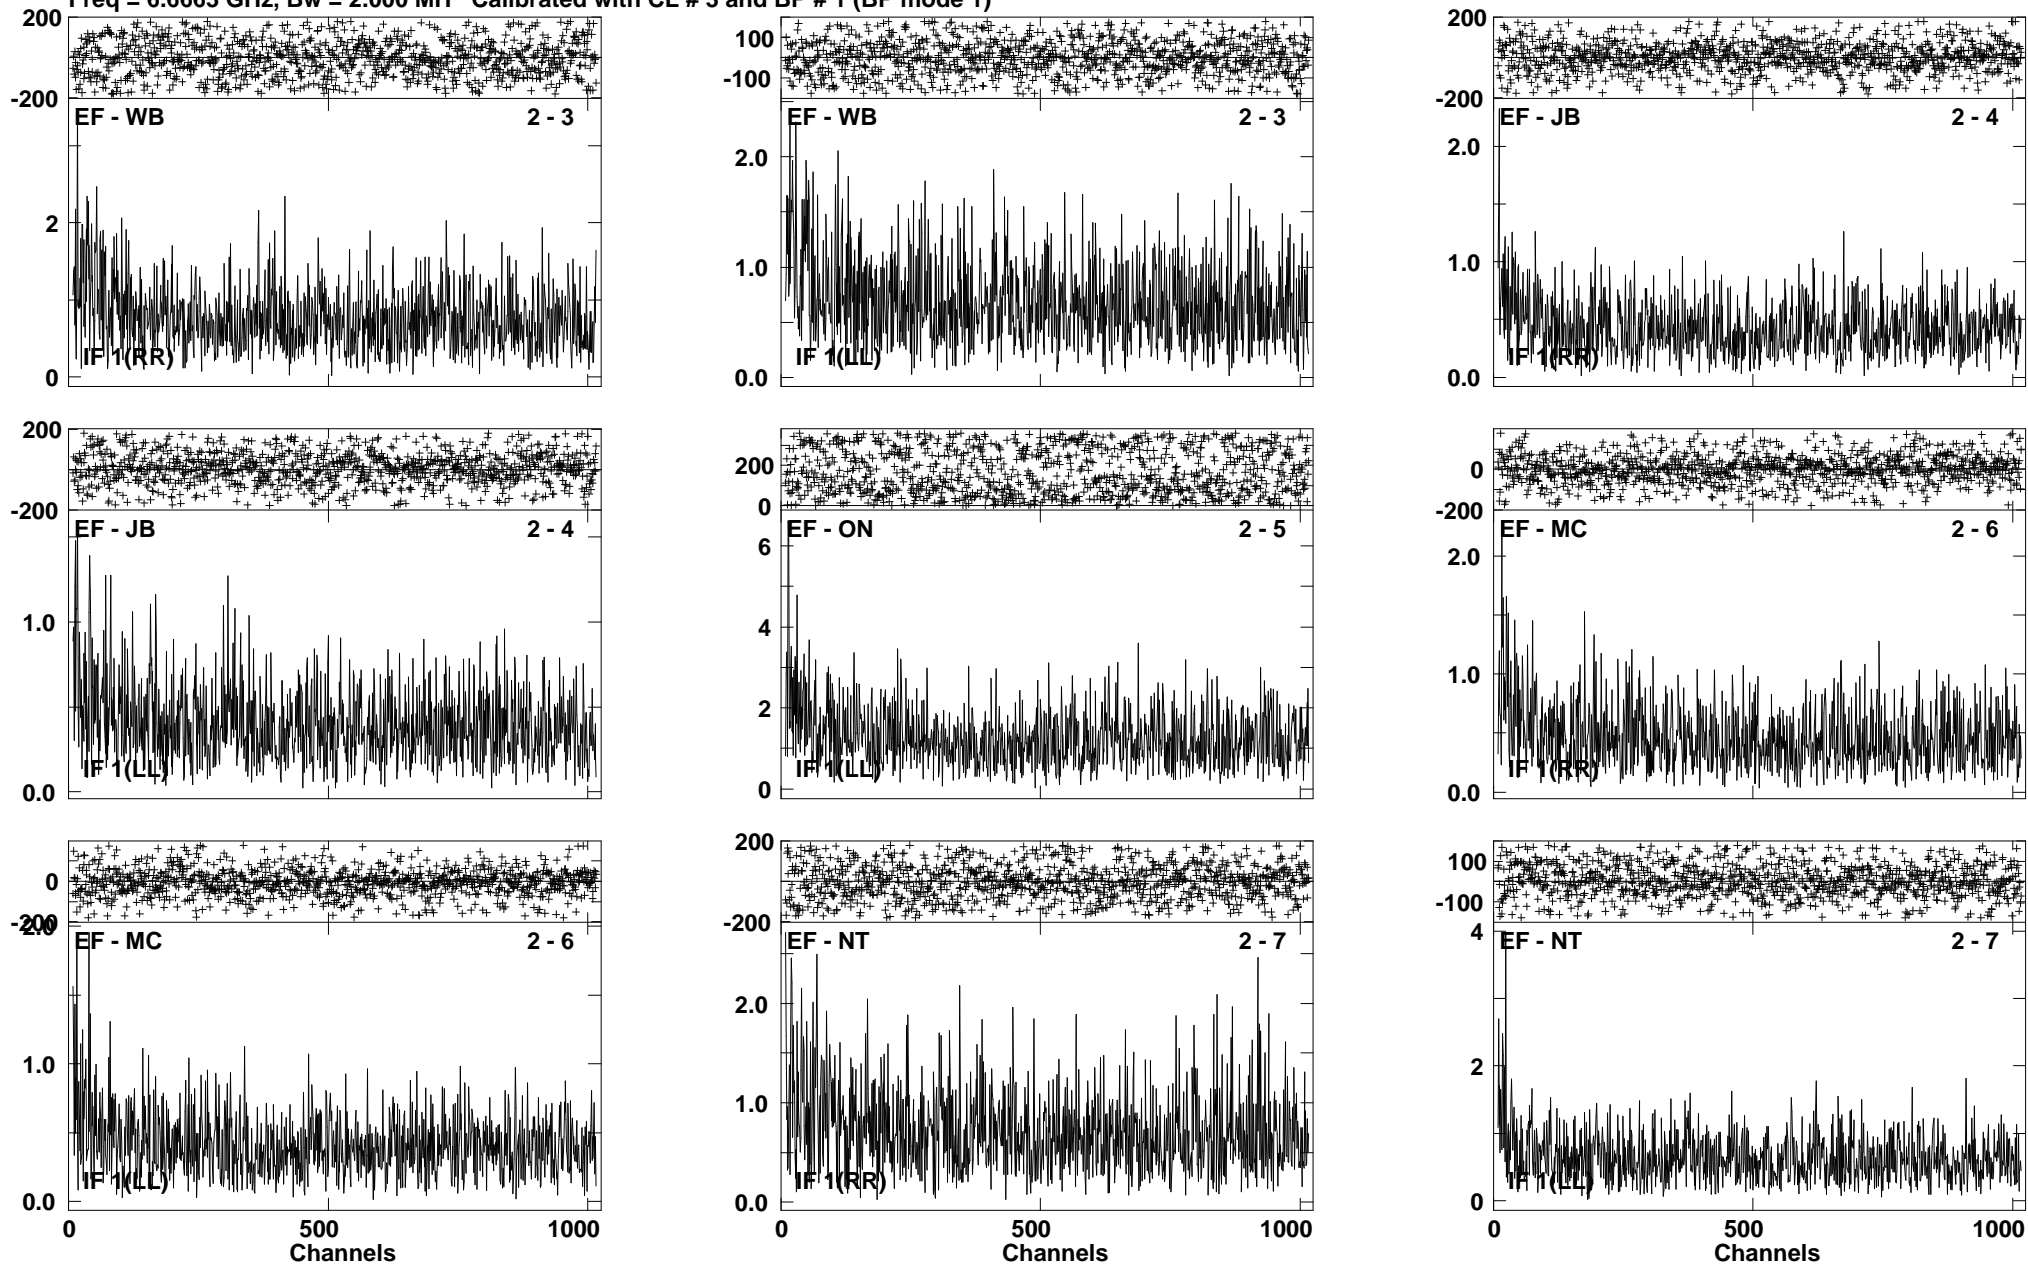 Freq = 6.6663 GHz, Bw = 2.000 MH Calibrated with CL # 3 and BP # 1 (BP mode 1)
200
-200
EF - WB 2 - 3
2
0
IF 1(RR)
100
-100
EF - WB 2 - 3
2.0
1.0
0.0
IF 1(LL)
200
-200
EF - JB 2 - 4
2.0
1.0
0.0
IF 1(RR)
200
-200
EF - JB 2 - 4
1.0
0.0
IF 1(LL)
200
0
EF - ON 2 - 5
6
4
2
0
IF 1(LL)
0
-200
EF - MC 2 - 6
2.0
1.0
0.0
IF 1(RR)
0
-200
2.0
EF - MC 2 - 6
1.0
0.0
IF 1(LL)
0 500 1000
Channels
200
-200
EF - NT 2 - 7
2.0
1.0
0.0
IF 1(RR)
0 500 1000
Channels
100
-100
EF - NT 2 - 7
4
2
0
IF 1(LL)
0 500 1000
Channels